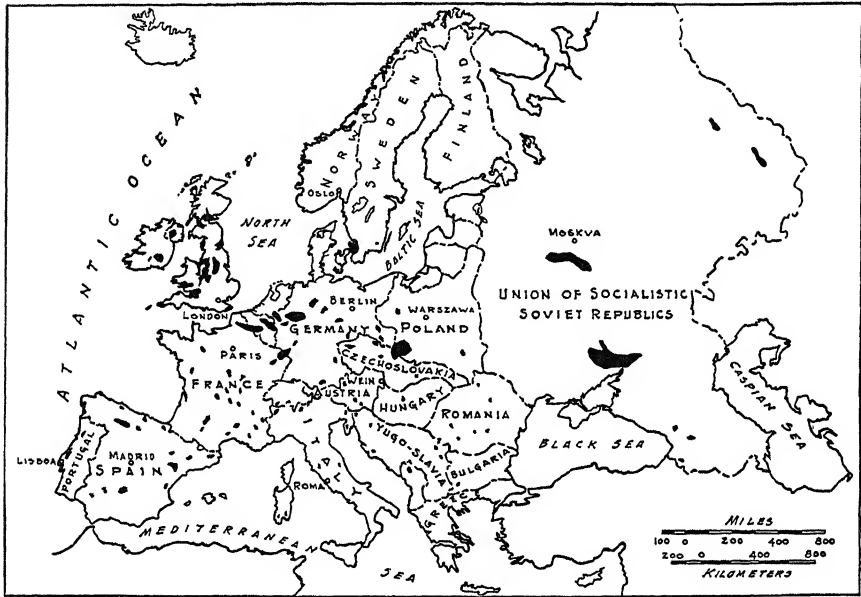 ATLANTIC OCEAN
NORWAY
SWEDEN
FINLAND
OSLO
NORTH
SEA
BALTIC SEA
MOSKVA
UNION OF SOCIALISTIC
SOVIET REPUBLICS
LONDON
BERLIN
GERMANY
WARSZAWA
POLAND
PARIS
FRANCE
CZECHOSLOVAKIA
WEIN
AUSTRIA
HUNGARY
ROMANIA
CASPIAN SEA
BLACK SEA
YUGO-SLAVIA
BULGARIA
ITALY
ROMA
GREECE
LISBOA
PORTUGAL
MADRID
SPAIN
MEDITERRANEAN
SEA
MILES
100 0 200 400 800
200 0 400 800
KILOMETERS